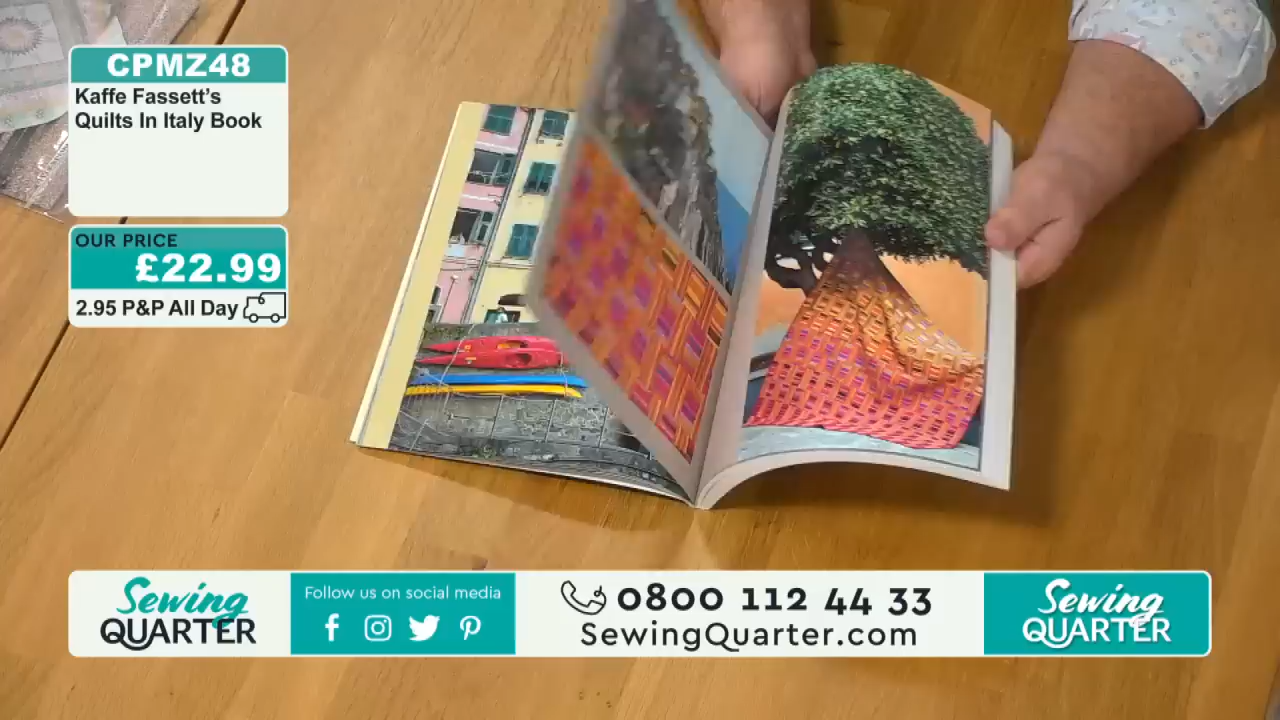 CPMZ48
Kaffe Fassett's
Quilts In Italy Book
OUR PRICE
£22.99
2.95 P&P All Day
Sewing
QUARTER
Follow us on social media
0800 112 44 33
SewingQuarter.com
Sewing
QUARTER